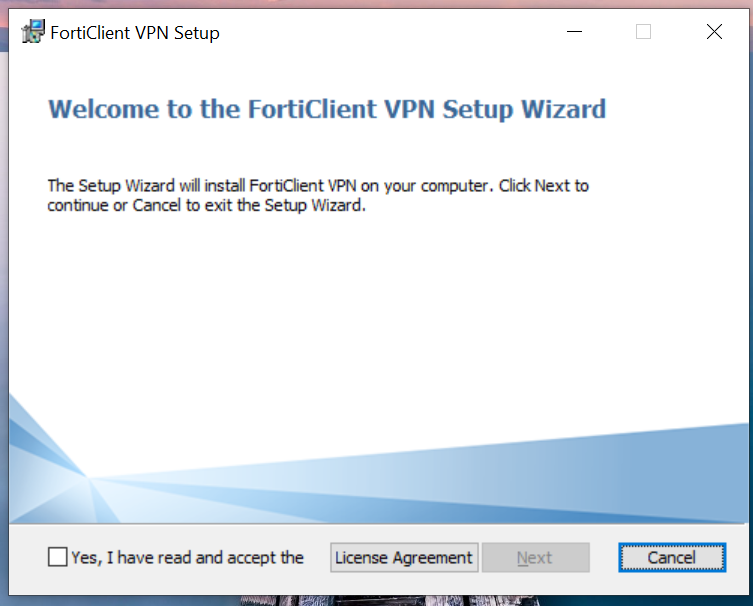 FortiClient VPN Setup
Welcome to the FortiClient VPN Setup Wizard
The Setup Wizard will install FortiClient VPN on your computer. Click Next to
continue or Cancel to exit the Setup Wizard.
Yes, I have read and accept the License Agreement Next Cancel